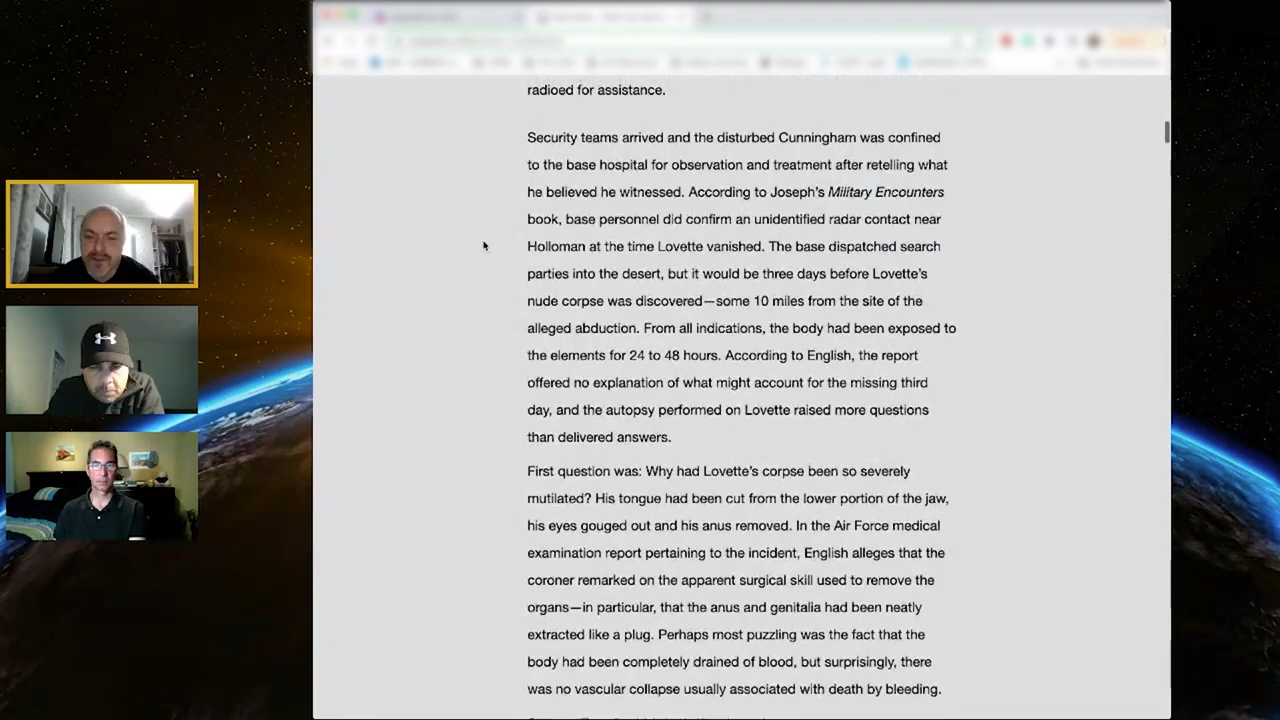 radioed for assistance.
Security teams arrived and the disturbed Cunningham was confined
to the base hospital for observation and treatment after retelling what
he believed he witnessed. According to Joseph's Military Encounters
book, base personnel did confirm an unidentified radar contact near
Holloman at the time Lovette vanished. The base dispatched search
parties into the desert, but it would be three days before Lovette's
nude corpse was discovered—some 10 miles from the site of the
alleged abduction. From all indications, the body had been exposed to
the elements for 24 to 48 hours. According to English, the report
offered no explanation of what might account for the missing third
day, and the autopsy performed on Lovette raised more questions
than delivered answers.
First question was: Why had Lovette's corpse been so severely
mutilated? His tongue had been cut from the lower portion of the jaw,
his eyes gouged out and his anus removed. In the Air Force medical
examination report pertaining to the incident, English alleges that the
coroner remarked on the apparent surgical skill used to remove the
organs—in particular, that the anus and genitalia had been neatly
extracted like a plug. Perhaps most puzzling was the fact that the
body had been completely drained of blood, but surprisingly, there
was no vascular collapse usually associated with death by bleeding.